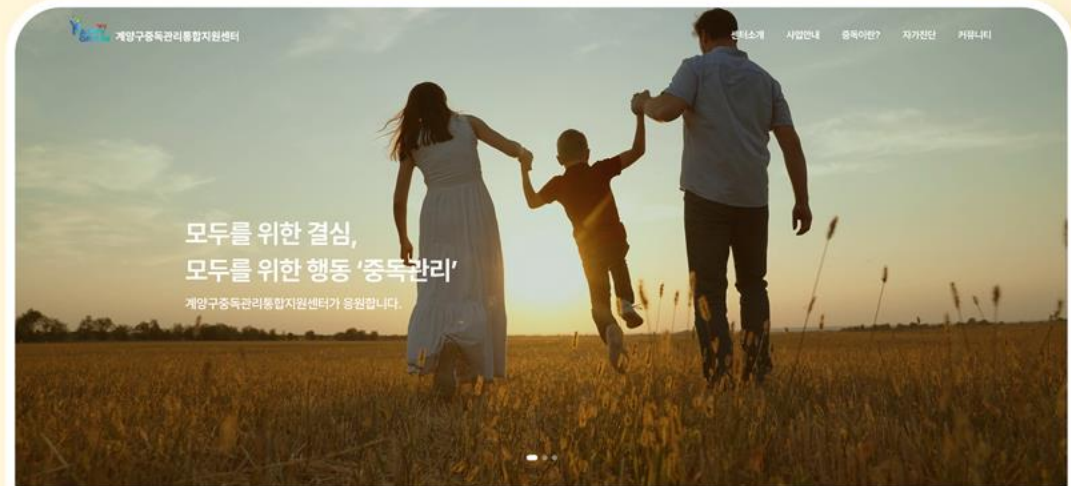 계양구중독관리통합지원센터
센터소개 사업안내 중독이란? 자가진단 커뮤니티
모두를 위한 결심,
모두를 위한 행동 ‘중독관리’
계양구중독관리통합지원센터가 응원합니다.